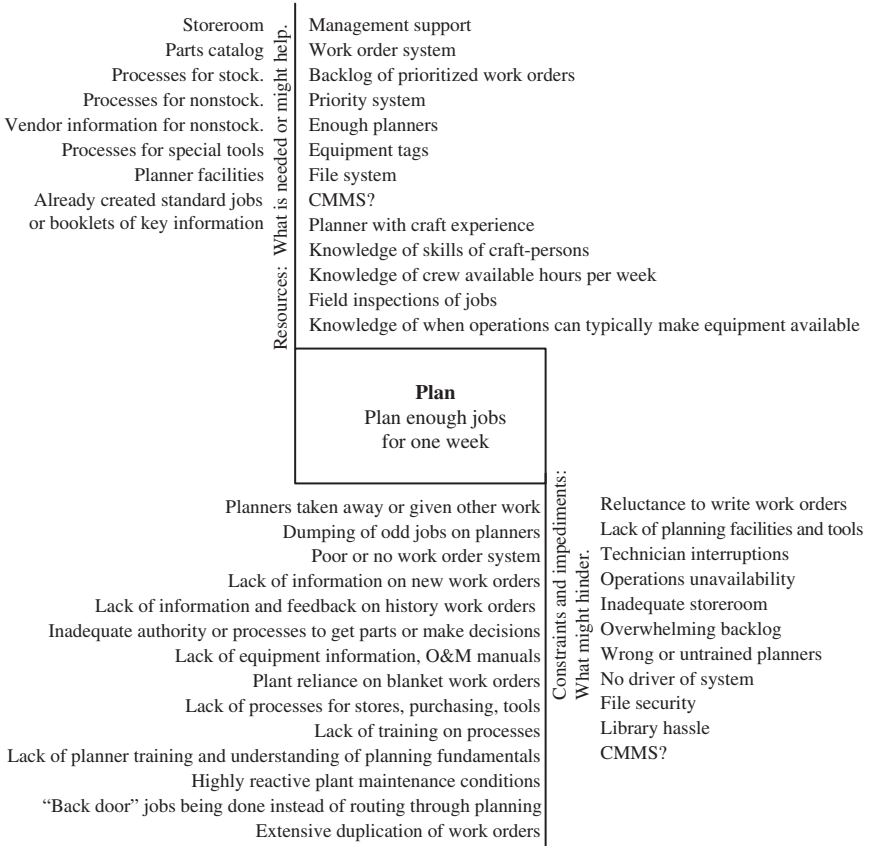 Storeroom
Parts catalog
Processes for stock.
Processes for nonstock.
Vendor information for nonstock.
Processes for special tools
Planner facilities
Already created standard jobs
or booklets of key information
Resources: What is needed or might help.
Management support
Work order system
Backlog of prioritized work orders
Priority system
Enough planners
Equipment tags
File system
CMMS?
Planner with craft experience
Knowledge of skills of craft-persons
Knowledge of crew available hours per week
Field inspections of jobs
Knowledge of when operations can typically make equipment available
Plan
Plan enough jobs
for one week
Planners taken away or given other work
Dumping of odd jobs on planners
Poor or no work order system
Lack of information on new work orders
Lack of information and feedback on history work orders
Inadequate authority or processes to get parts or make decisions
Lack of equipment information, O&M manuals
Plant reliance on blanket work orders
Lack of processes for stores, purchasing, tools
Lack of training on processes
Lack of planner training and understanding of planning fundamentals
Highly reactive plant maintenance conditions
“Back door” jobs being done instead of routing through planning
Extensive duplication of work orders
Constraints and impediments:
What might hinder.
Reluctance to write work orders
Lack of planning facilities and tools
Technician interruptions
Operations unavailability
Inadequate storeroom
Overwhelming backlog
Wrong or untrained planners
No driver of system
File security
Library hassle
CMMS?